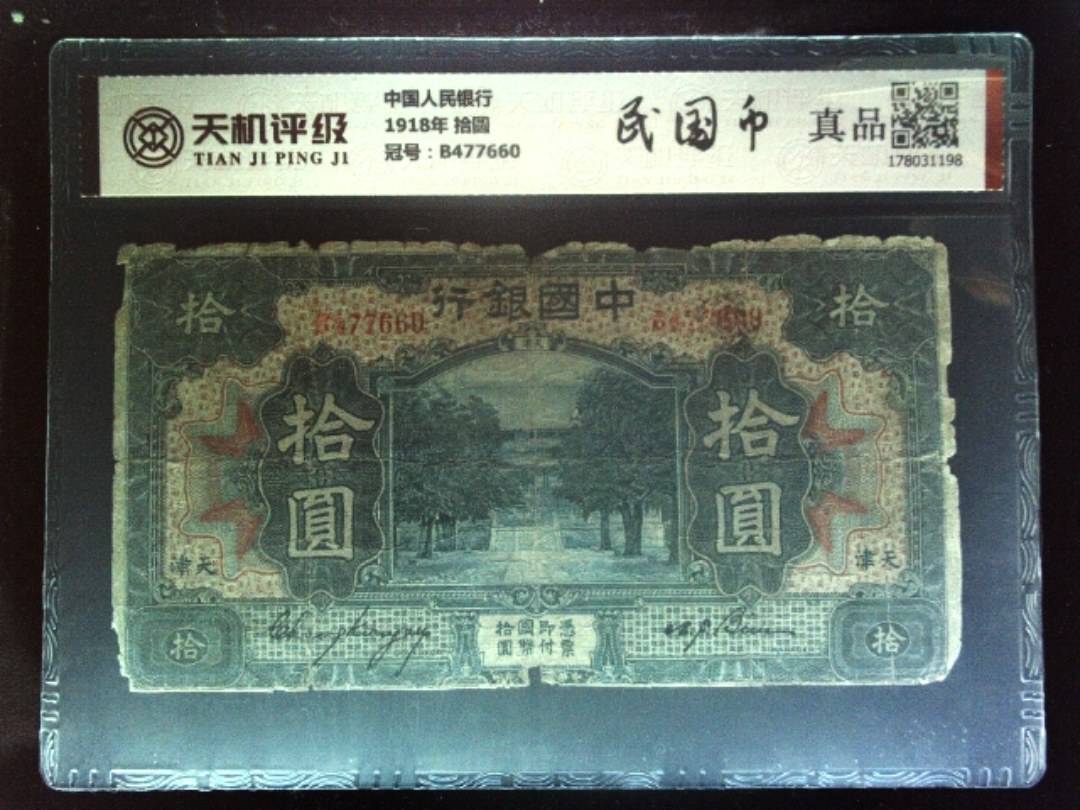 天机评级
TIAN JI PING JI
中国人民银行
1918年 拾圓
冠号：B477660
民国币
真品
178031198
行銀國中
拾
拾
B477660
拾圓
拾圓
津天
津天
拾國即憑
圓幣付票
拾
拾